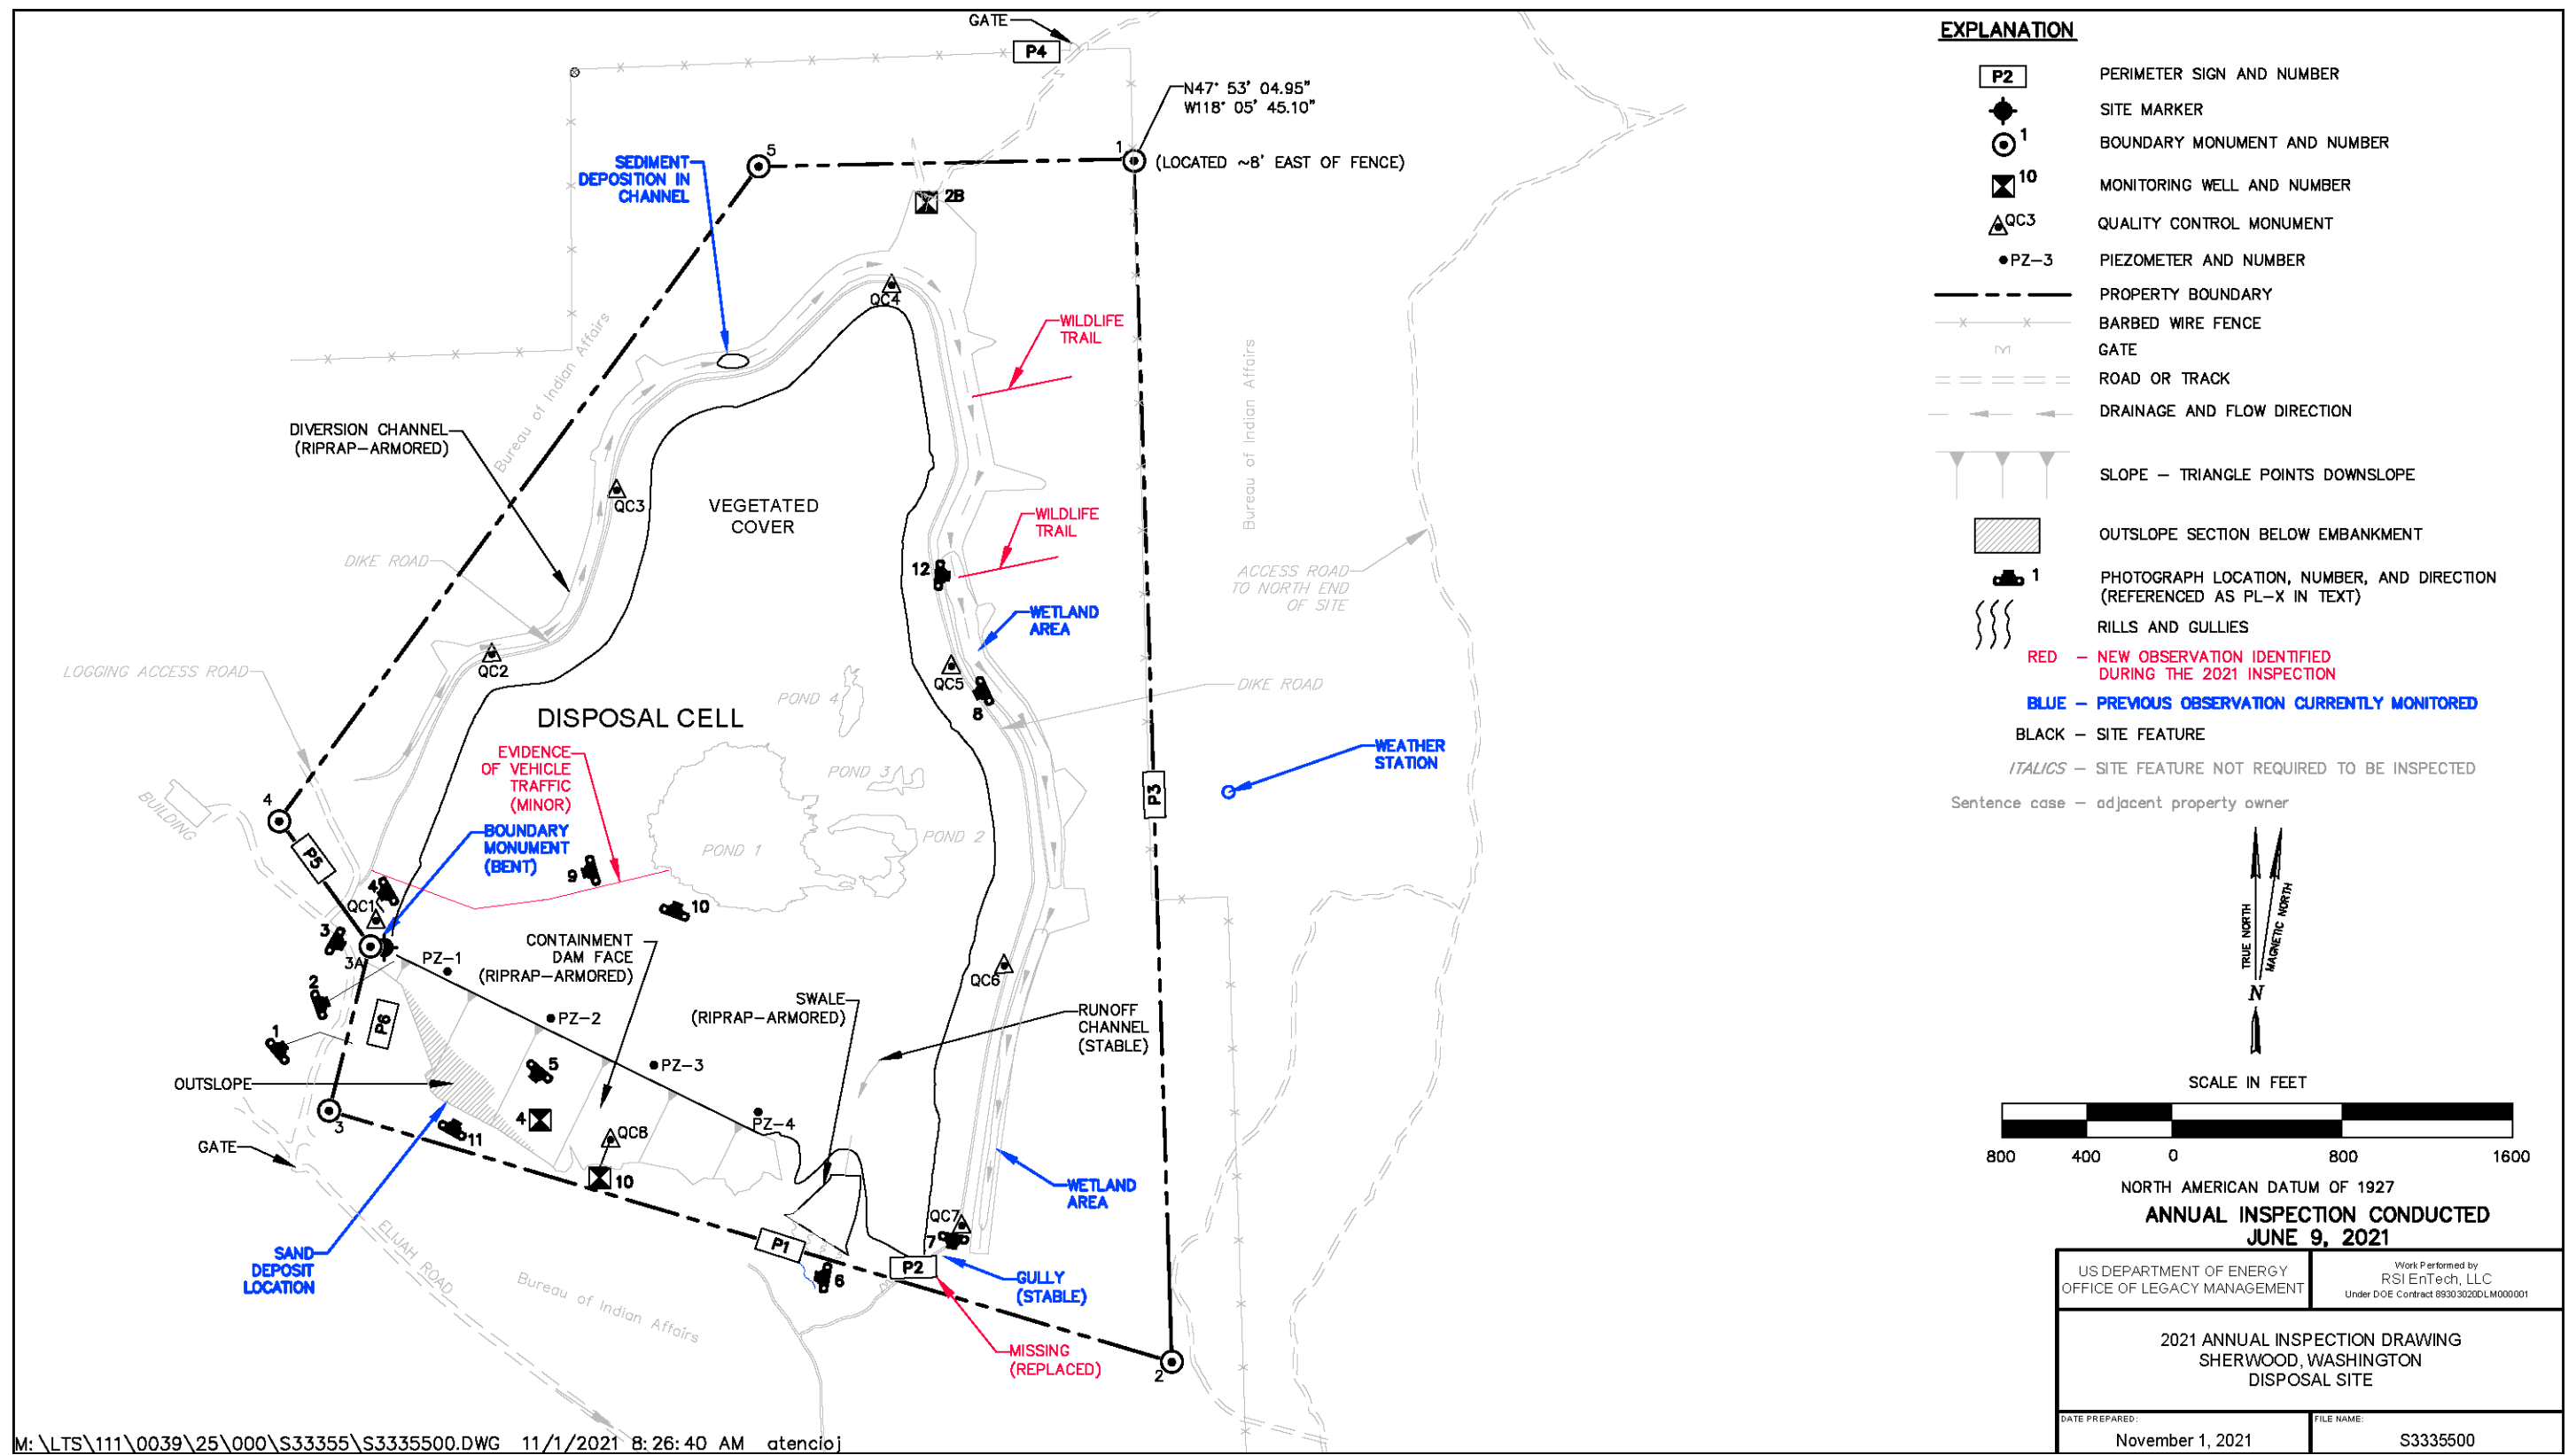 GATE
P4
N47° 53' 04.95"
W118° 05' 45.10"
5
1
(LOCATED ~8' EAST OF FENCE)
SEDIMENT
DEPOSITION IN
CHANNEL
2B
QC4
WILDLIFE
TRAIL
Bureau of Indian Affairs
Bureau of Indian Affairs
DIVERSION CHANNEL
(RIPRAP-ARMORED)
QC3
VEGETATED
COVER
WILDLIFE
TRAIL
DIKE ROAD
12
ACCESS ROAD
TO NORTH END
OF SITE
WETLAND
AREA
LOGGING ACCESS ROAD
QC2
QC5
POND 4
DIKE ROAD
8
DISPOSAL CELL
EVIDENCE
OF VEHICLE
TRAFFIC
(MINOR)
POND 3
WEATHER
STATION
P3
BUILDING
4
BOUNDARY
MONUMENT
(BENT)
POND 2
POND 1
P5
9
4
QC1
10
3
3A
PZ-1
CONTAINMENT
DAM FACE
(RIPRAP-ARMORED)
QC6
2
SWALE
(RIPRAP-ARMORED)
RUNOFF
CHANNEL
(STABLE)
P6
PZ-2
1
PZ-3
5
OUTSLOPE
3
4
PZ-4
QC8
11
GATE
10
WETLAND
AREA
ELIJAH ROAD
QC7
7
P1
P2
6
SAND
DEPOSIT
LOCATION
GULLY
(STABLE)
Bureau of Indian Affairs
MISSING
(REPLACED)
2
M:\LTS\111\0039\25\000\S33355\S3335500.DWG 11/1/2021 8:26:40 AM atencioj
EXPLANATION
P2 PERIMETER SIGN AND NUMBER
SITE MARKER
1 BOUNDARY MONUMENT AND NUMBER
10 MONITORING WELL AND NUMBER
QC3 QUALITY CONTROL MONUMENT
PZ-3 PIEZOMETER AND NUMBER
PROPERTY BOUNDARY
BARBED WIRE FENCE
GATE
ROAD OR TRACK
DRAINAGE AND FLOW DIRECTION
SLOPE - TRIANGLE POINTS DOWNSLOPE
OUTSLOPE SECTION BELOW EMBANKMENT
1 PHOTOGRAPH LOCATION, NUMBER, AND DIRECTION
(REFERENCED AS PL-X IN TEXT)
RILLS AND GULLIES
RED - NEW OBSERVATION IDENTIFIED
DURING THE 2021 INSPECTION
BLUE - PREVIOUS OBSERVATION CURRENTLY MONITORED
BLACK - SITE FEATURE
ITALICS - SITE FEATURE NOT REQUIRED TO BE INSPECTED
Sentence case - adjacent property owner
TRUE NORTH
MAGNETIC NORTH
N
SCALE IN FEET
800 400 0 800 1600
NORTH AMERICAN DATUM OF 1927
ANNUAL INSPECTION CONDUCTED
JUNE 9, 2021
US DEPARTMENT OF ENERGY
OFFICE OF LEGACY MANAGEMENT
Work Performed by
RSI EnTech, LLC
Under DOE Contract 89303020DLM000001
2021 ANNUAL INSPECTION DRAWING
SHERWOOD, WASHINGTON
DISPOSAL SITE
DATE PREPARED:
November 1, 2021
FILE NAME:
S3335500